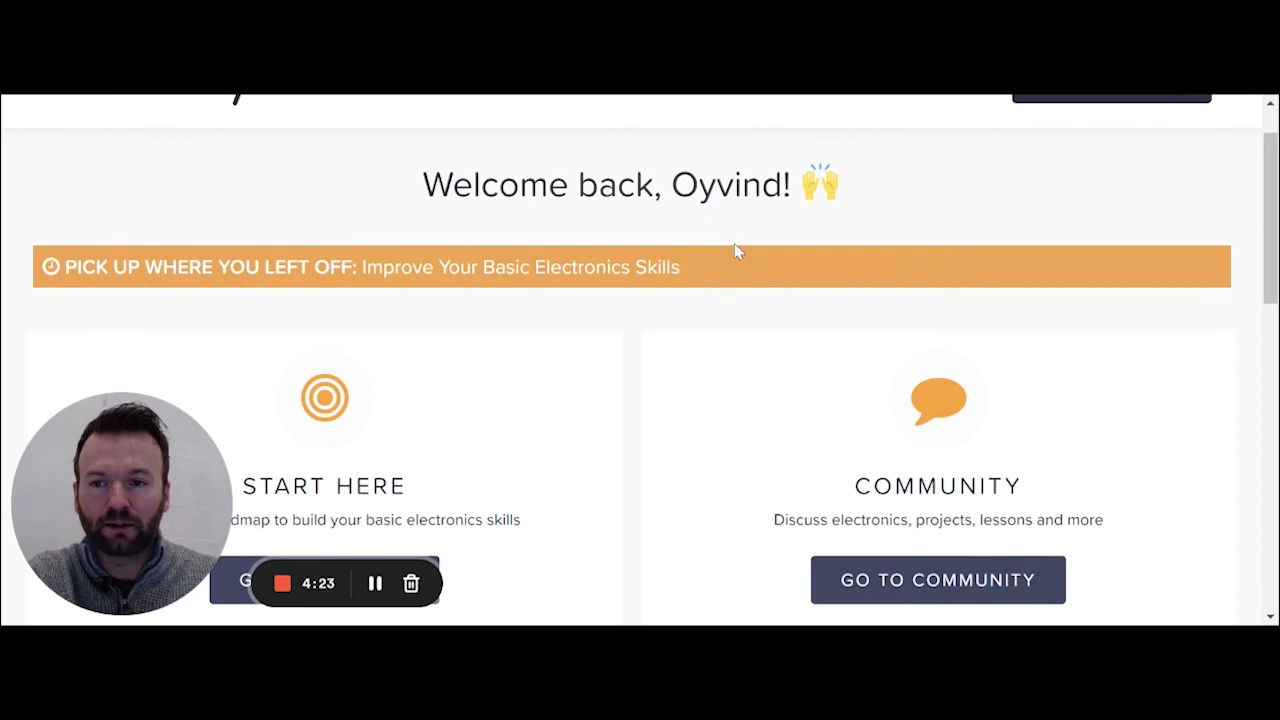 Welcome back, Oyvind! 🙌
PICK UP WHERE YOU LEFT OFF: Improve Your Basic Electronics Skills
START HERE
to build your basic electronics skills
COMMUNITY
Discuss electronics, projects, lessons and more
4:23
GO TO COMMUNITY